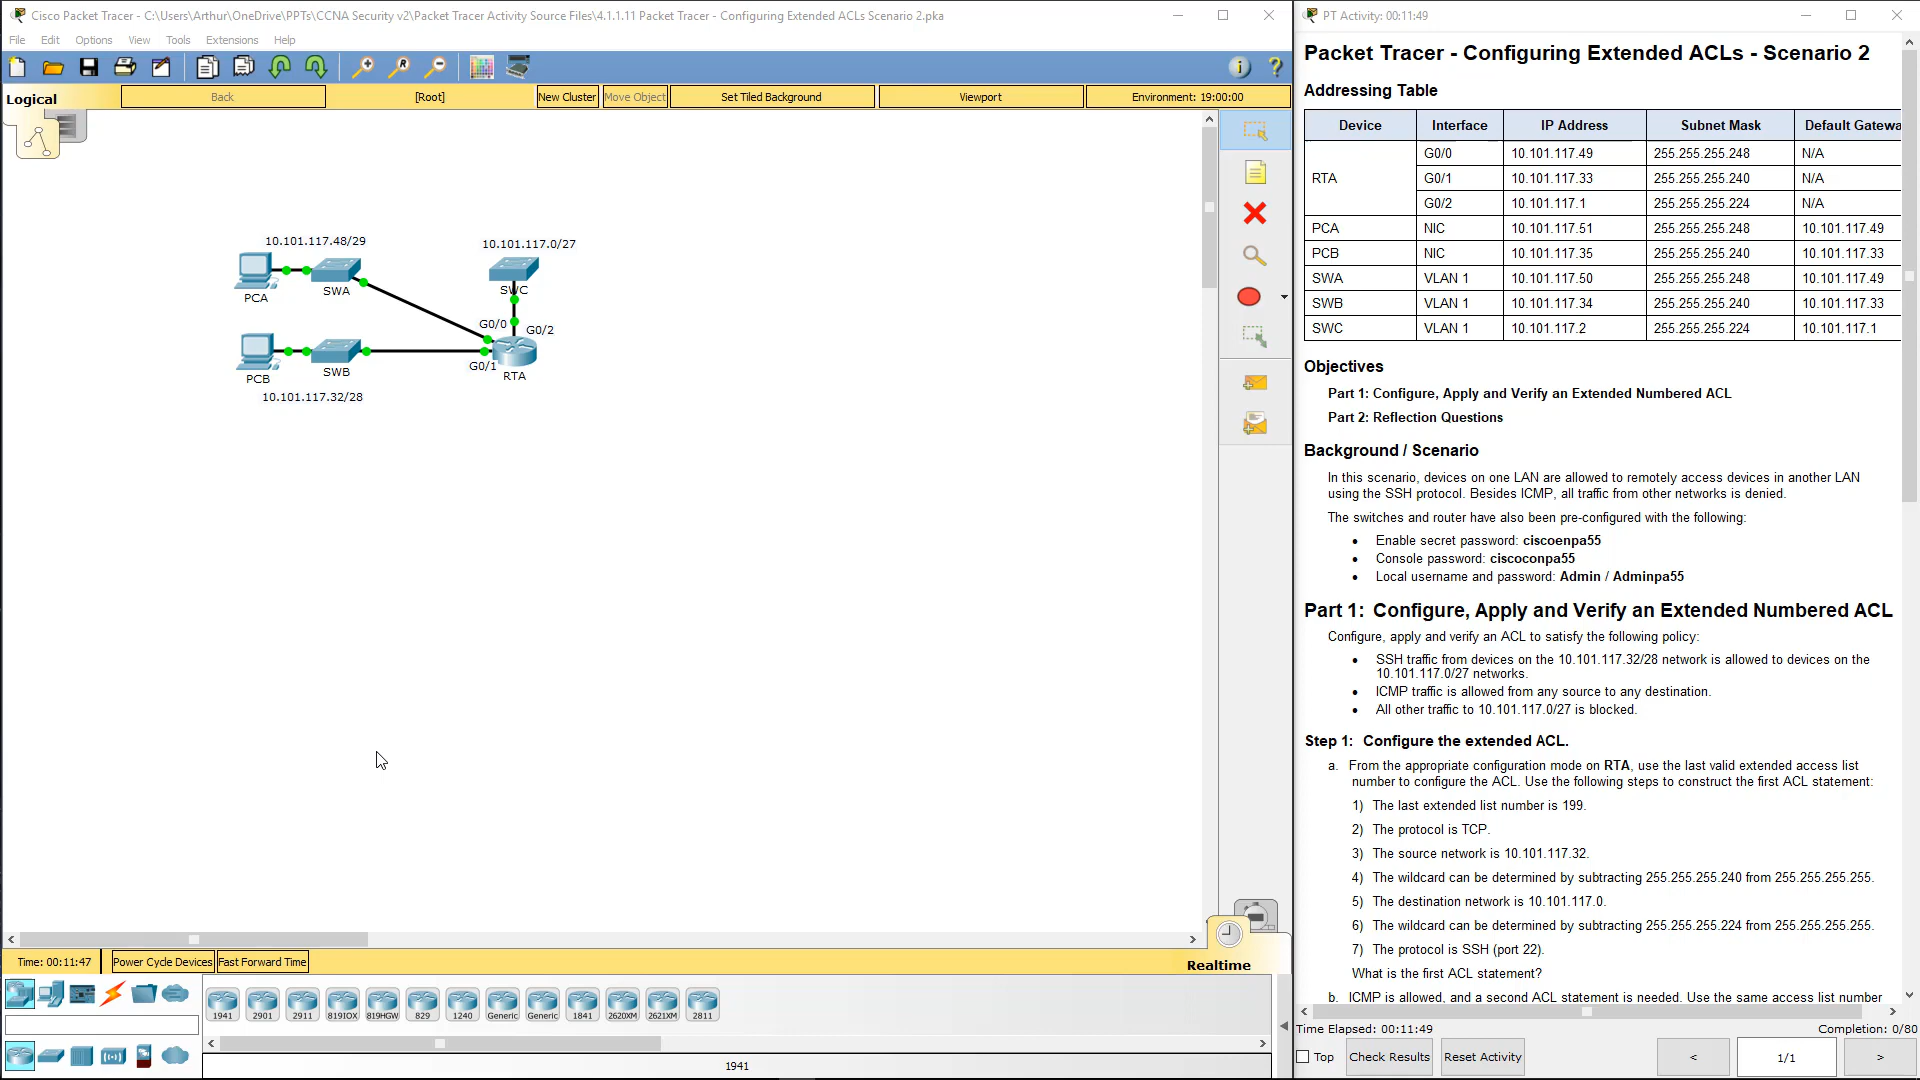 Cisco Packet Tracer - C:\Users\Arthur\OneDrive\PPTs\CCNA Security v2\Packet Tracer Activity Source Files\4.1.1.11 Packet Tracer - Configuring Extended ACLs Scenario 2.pka
File Edit Options View Tools Extensions Help
Logical
Back
[Root]
New Cluster
Move Object
Set Tiled Background
Viewport
Environment: 19:00:00
10.101.117.48/29
10.101.117.0/27
PCA
SWA
SWC
G0/0
G0/2
G0/1
PCB
SWB
RTA
10.101.117.32/28
Time: 00:11:47
Power Cycle Devices
Fast Forward Time
Realtime
1941 2901 2911 819IOX 819HGW 829 1240 Generic Generic 1841 2620XM 2621XM 2811
1941
PT Activity: 00:11:49
Packet Tracer - Configuring Extended ACLs - Scenario 2
Addressing Table
Device Interface IP Address Subnet Mask Default Gatewa
RTA G0/0 10.101.117.49 255.255.255.248 N/A
G0/1 10.101.117.33 255.255.255.240 N/A
G0/2 10.101.117.1 255.255.255.224 N/A
PCA NIC 10.101.117.51 255.255.255.248 10.101.117.49
PCB NIC 10.101.117.35 255.255.255.240 10.101.117.33
SWA VLAN 1 10.101.117.50 255.255.255.248 10.101.117.49
SWB VLAN 1 10.101.117.34 255.255.255.240 10.101.117.33
SWC VLAN 1 10.101.117.2 255.255.255.224 10.101.117.1
Objectives
Part 1: Configure, Apply and Verify an Extended Numbered ACL
Part 2: Reflection Questions
Background / Scenario
In this scenario, devices on one LAN are allowed to remotely access devices in another LAN
using the SSH protocol. Besides ICMP, all traffic from other networks is denied.
The switches and router have also been pre-configured with the following:
• Enable secret password: ciscoenpa55
• Console password: ciscoconpa55
• Local username and password: Admin / Adminpa55
Part 1: Configure, Apply and Verify an Extended Numbered ACL
Configure, apply and verify an ACL to satisfy the following policy:
• SSH traffic from devices on the 10.101.117.32/28 network is allowed to devices on the
10.101.117.0/27 networks.
• ICMP traffic is allowed from any source to any destination.
• All other traffic to 10.101.117.0/27 is blocked.
Step 1: Configure the extended ACL.
a. From the appropriate configuration mode on RTA, use the last valid extended access list
number to configure the ACL. Use the following steps to construct the first ACL statement:
1) The last extended list number is 199.
2) The protocol is TCP.
3) The source network is 10.101.117.32.
4) The wildcard can be determined by subtracting 255.255.255.240 from 255.255.255.255.
5) The destination network is 10.101.117.0.
6) The wildcard can be determined by subtracting 255.255.255.224 from 255.255.255.255.
7) The protocol is SSH (port 22).
What is the first ACL statement?
b. ICMP is allowed, and a second ACL statement is needed. Use the same access list number
Time Elapsed: 00:11:49
Completion: 0/80
Top
Check Results
Reset Activity
<
1/1
>